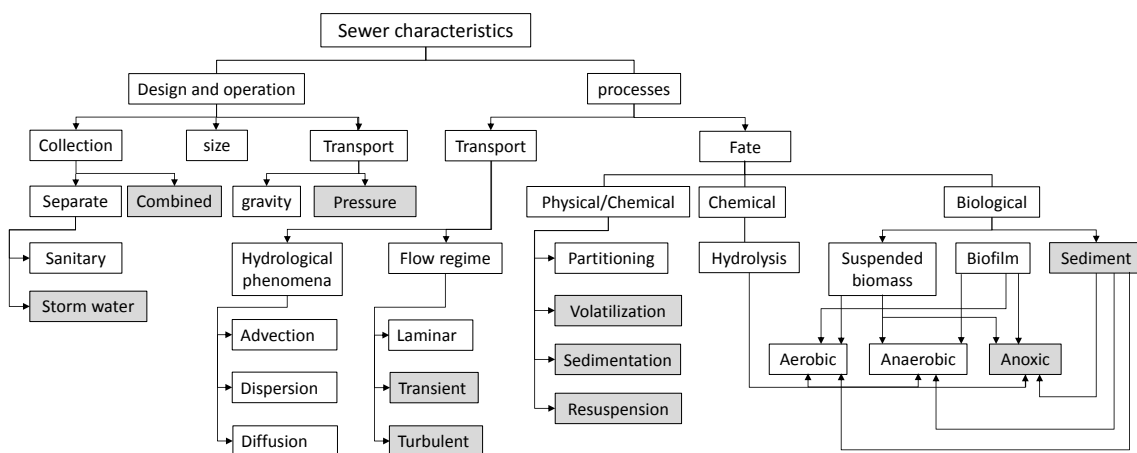 Sewer characteristics
Design and operation
processes
Collection
size
Transport
Transport
Fate
Separate
Combined
gravity
Pressure
Physical/Chemical
Chemical
Biological
Sanitary
Storm water
Hydrological
phenomena
Flow regime
Partitioning
Hydrolysis
Suspended
biomass
Biofilm
Sediment
Advection
Dispersion
Diffusion
Laminar
Transient
Turbulent
Volatilization
Sedimentation
Resuspension
Aerobic
Anaerobic
Anoxic